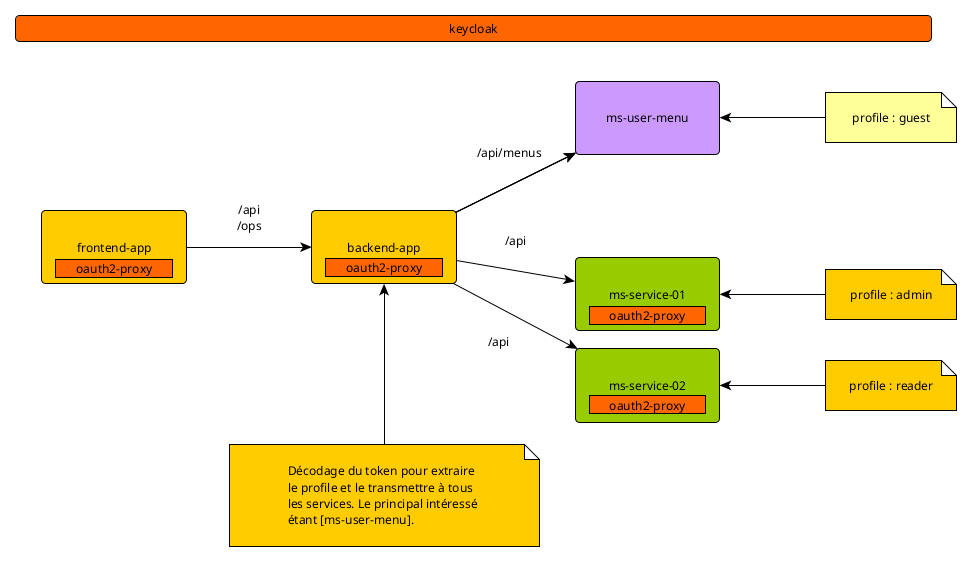 keycloak
ms-user-menu
profile : guest
/api/menus
/api
/ops
frontend-app
oauth2-proxy
backend-app
oauth2-proxy
/api
ms-service-01
oauth2-proxy
profile : admin
/api
ms-service-02
oauth2-proxy
profile : reader
Décodage du token pour extraire
le profile et le transmettre à tous
les services. Le principal intéressé
étant [ms-user-menu].